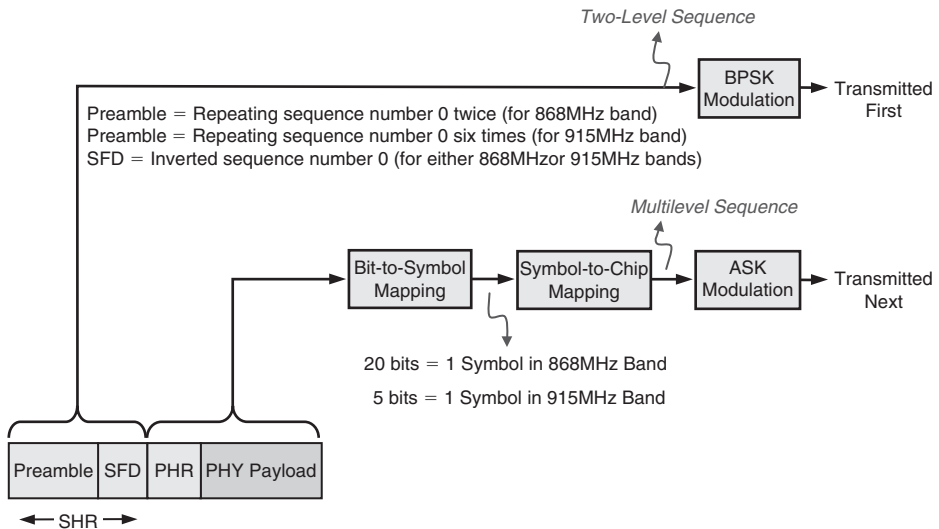 Two-Level Sequence
BPSK
Modulation
Transmitted
First
Preamble = Repeating sequence number 0 twice (for 868MHz band)
Preamble = Repeating sequence number 0 six times (for 915MHz band)
SFD = Inverted sequence number 0 (for either 868MHzor 915MHz bands)
Multilevel Sequence
Bit-to-Symbol
Mapping
Symbol-to-Chip
Mapping
ASK
Modulation
Transmitted
Next
20 bits = 1 Symbol in 868MHz Band
5 bits = 1 Symbol in 915MHz Band
Preamble
SFD
PHR
PHY Payload
SHR